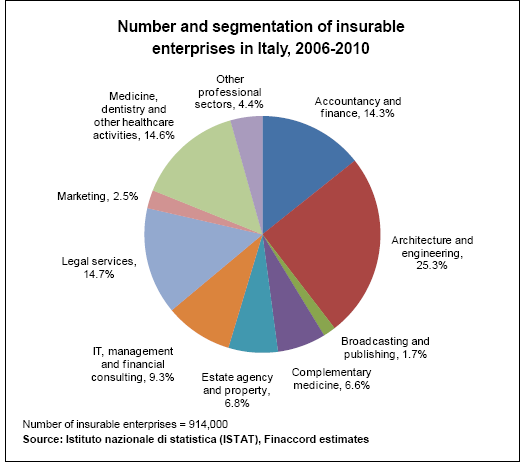 Number and segmentation of insurable
enterprises in Italy, 2006-2010
Other
professional
sectors, 4.4%
Accountancy and
finance, 14.3%
Medicine,
dentistry and
other healthcare
activities, 14.6%
Marketing, 2.5%
Architecture and
engineering,
25.3%
Legal services,
14.7%
Broadcasting and
publishing, 1.7%
IT, management
and financial
consulting, 9.3%
Estate agency
and property,
6.8%
Complementary
medicine, 6.6%
Number of insurable enterprises = 914,000
Source: Istituto nazionale di statistica (ISTAT), Finaccord estimates